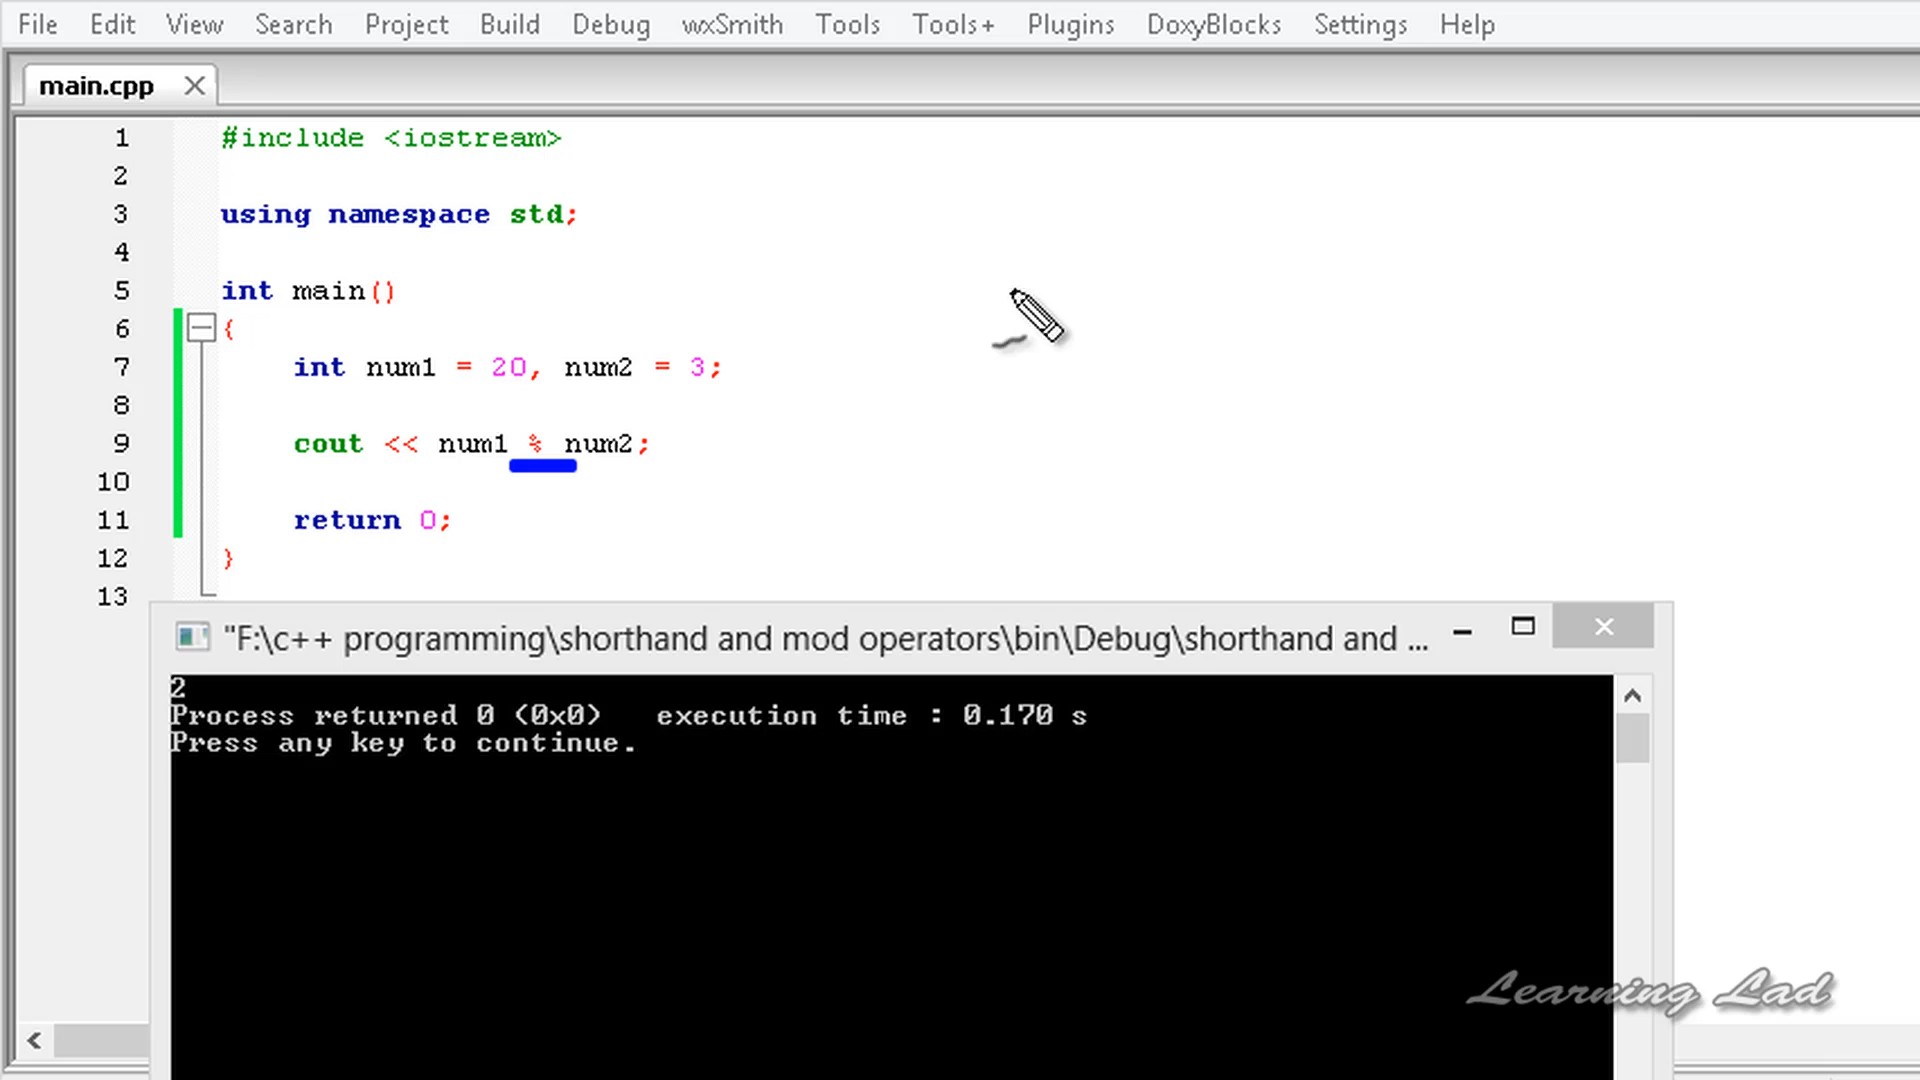 File Edit View Search Project Build Debug wxSmith Tools Tools+ Plugins DoxyBlocks Settings Help
main.cpp
1 #include <iostream>
2
3 using namespace std;
4
5 int main()
6 {
7 int num1 = 20, num2 = 3;
8
9 cout << num1 % num2;
10
11 return 0;
12 }
13
"F:\c++ programming\shorthand and mod operators\bin\Debug\shorthand and ...
2
Process returned 0 (0x0) execution time : 0.170 s
Press any key to continue.
Learning Lad